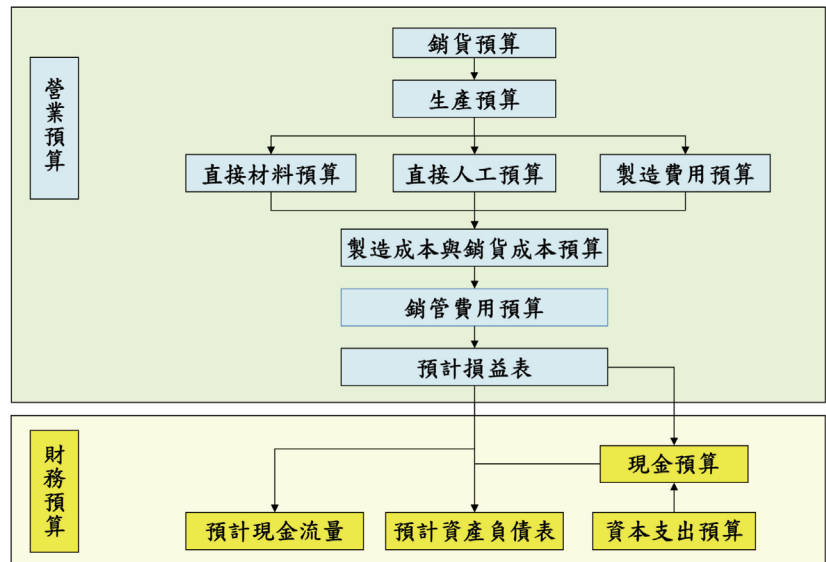 營業預算
銷貨預算
生產預算
直接材料預算
直接人工預算
製造費用預算
製造成本與銷貨成本預算
銷管費用預算
預計損益表
財務預算
現金預算
預計現金流量
預計資產負債表
資本支出預算